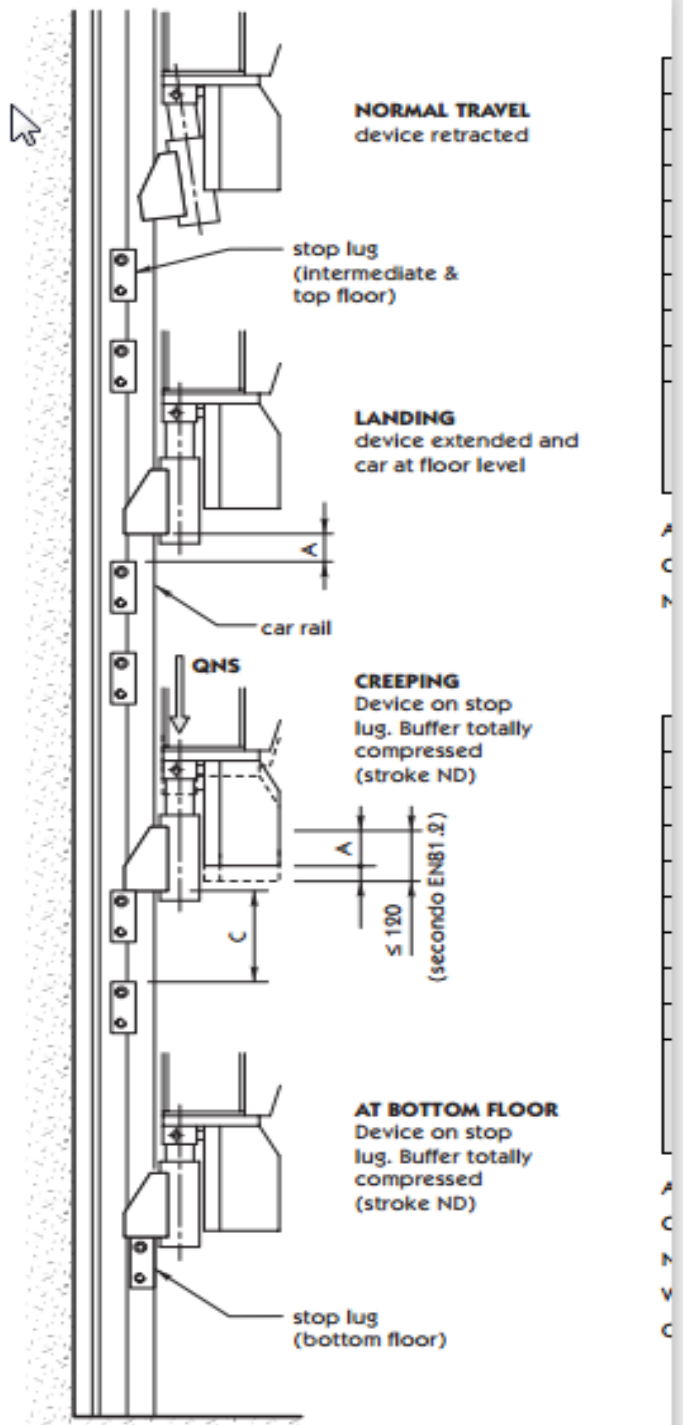 NORMAL TRAVEL
device retracted
stop lug
(intermediate &
top floor)
LANDING
device extended and
car at floor level
A
car rail
QNS
CREEPING
Device on stop
lug. Buffer totally
compressed
(stroke ND)
A
≤ 120
(secondo EN81.2)
C
AT BOTTOM FLOOR
Device on stop
lug. Buffer totally
compressed
(stroke ND)
stop lug
(bottom floor)